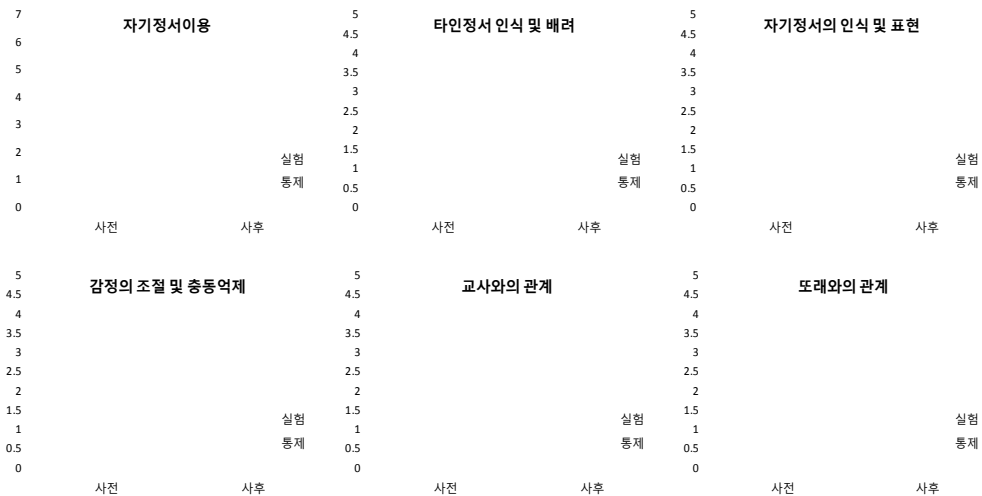 자기정서이용
7
6
5
4
3
2
1
0
실험
통제
사전 사후
타인정서 인식 및 배려
5
4.5
4
3.5
3
2.5
2
1.5
1
0.5
0
실험
통제
사전 사후
자기정서의 인식 및 표현
5
4.5
4
3.5
3
2.5
2
1.5
1
0.5
0
실험
통제
사전 사후
감정의 조절 및 충동억제
5
4.5
4
3.5
3
2.5
2
1.5
1
0.5
0
실험
통제
사전 사후
교사와의 관계
5
4.5
4
3.5
3
2.5
2
1.5
1
0.5
0
실험
통제
사전 사후
또래와의 관계
5
4.5
4
3.5
3
2.5
2
1.5
1
0.5
0
실험
통제
사전 사후